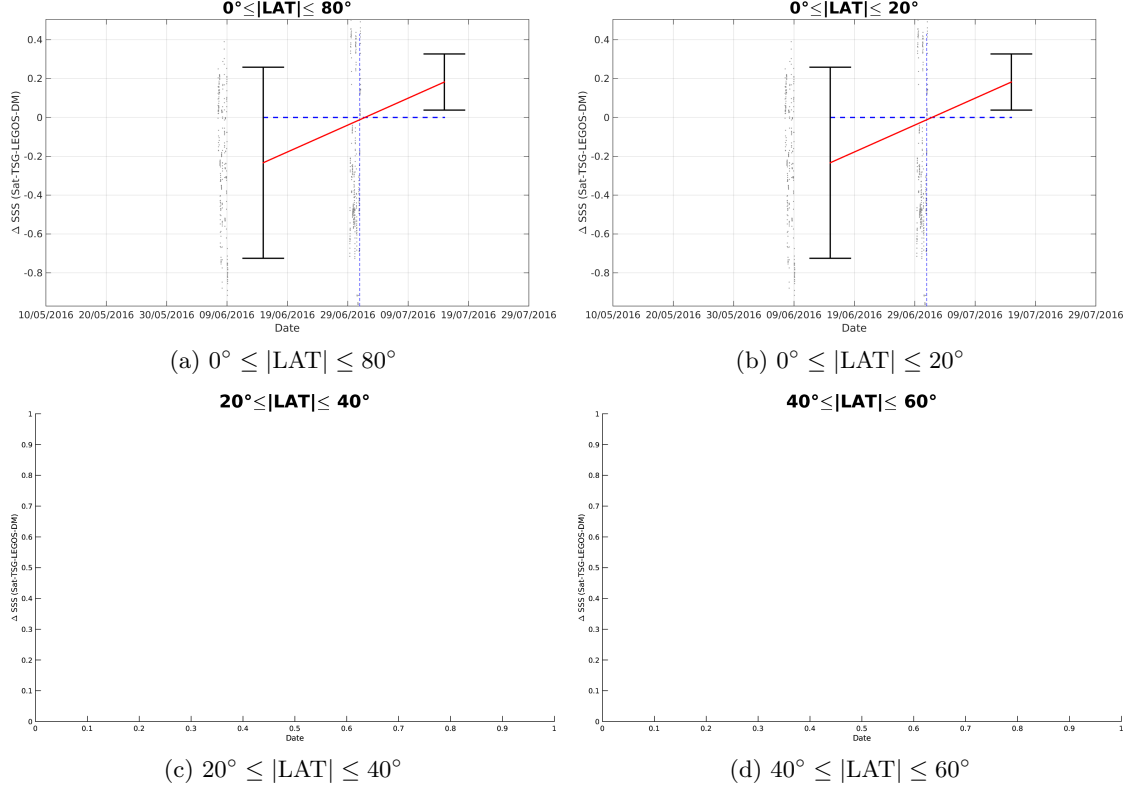 0°≤|LAT|≤ 80°
0.4
0.2
0
-0.2
-0.4
-0.6
-0.8
Δ SSS (Sat-TSG-LEGOS-DM)
10/05/2016 20/05/2016 30/05/2016 09/06/2016 19/06/2016 29/06/2016 09/07/2016 19/07/2016 29/07/2016
Date
(a) 0° ≤ |LAT| ≤ 80°
0°≤|LAT|≤ 20°
0.4
0.2
0
-0.2
-0.4
-0.6
-0.8
Δ SSS (Sat-TSG-LEGOS-DM)
10/05/2016 20/05/2016 30/05/2016 09/06/2016 19/06/2016 29/06/2016 09/07/2016 19/07/2016 29/07/2016
Date
(b) 0° ≤ |LAT| ≤ 20°
20°≤|LAT|≤ 40°
1
0.9
0.8
0.7
0.6
0.5
0.4
0.3
0.2
0.1
0
Δ SSS (Sat-TSG-LEGOS-DM)
0 0.1 0.2 0.3 0.4 0.5 0.6 0.7 0.8 0.9 1
Date
(c) 20° ≤ |LAT| ≤ 40°
40°≤|LAT|≤ 60°
1
0.9
0.8
0.7
0.6
0.5
0.4
0.3
0.2
0.1
0
Δ SSS (Sat-TSG-LEGOS-DM)
0 0.1 0.2 0.3 0.4 0.5 0.6 0.7 0.8 0.9 1
Date
(d) 40° ≤ |LAT| ≤ 60°